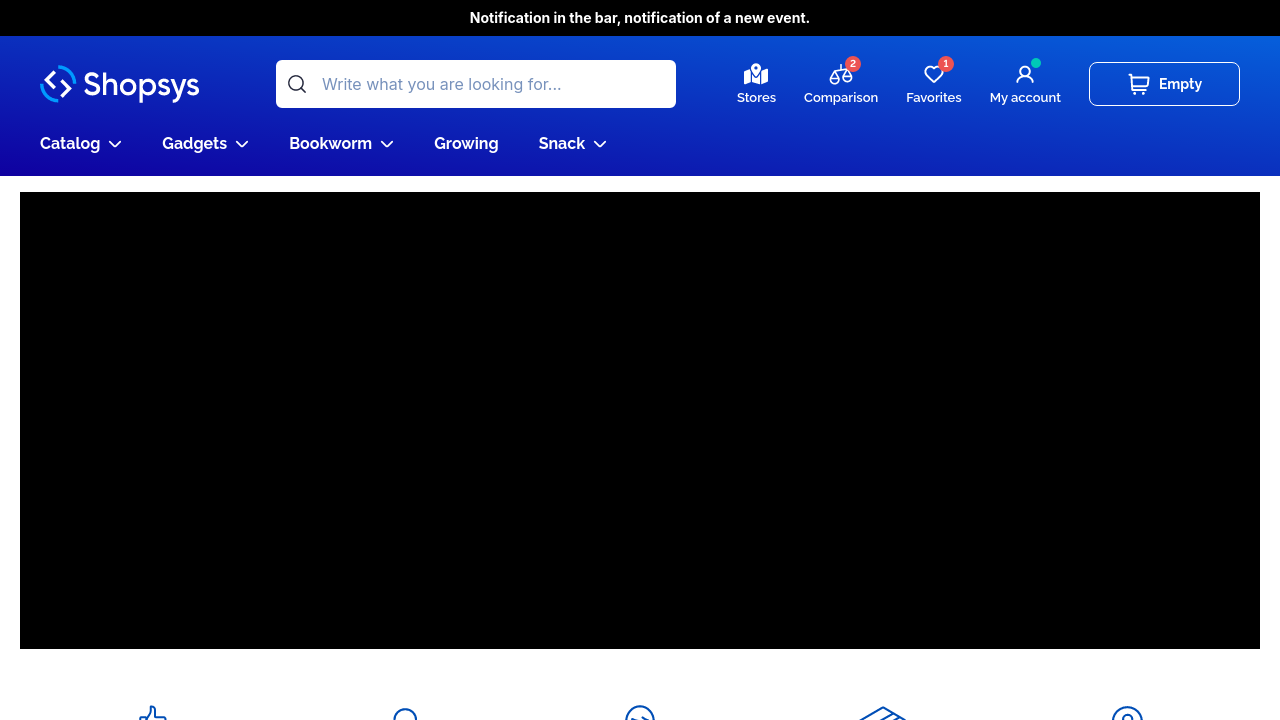 Notification in the bar, notification of a new event.
Shopsys
Write what you are looking for...
Stores
2
Comparison
1
Favorites
My account
Empty
Catalog
Gadgets
Bookworm
Growing
Snack